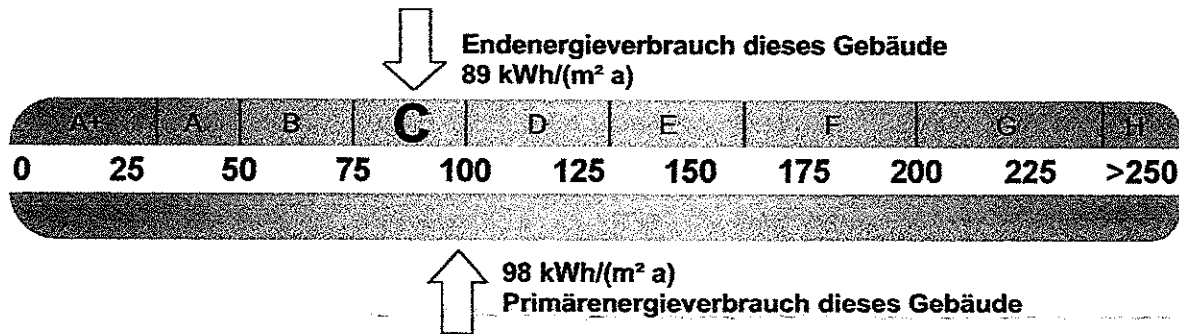 Endenergieverbrauch dieses Gebäude
89 kWh/(m² a)
A+ A B C D E F G H
0 25 50 75 100 125 150 175 200 225 >250
98 kWh/(m² a)
Primärenergieverbrauch dieses Gebäude